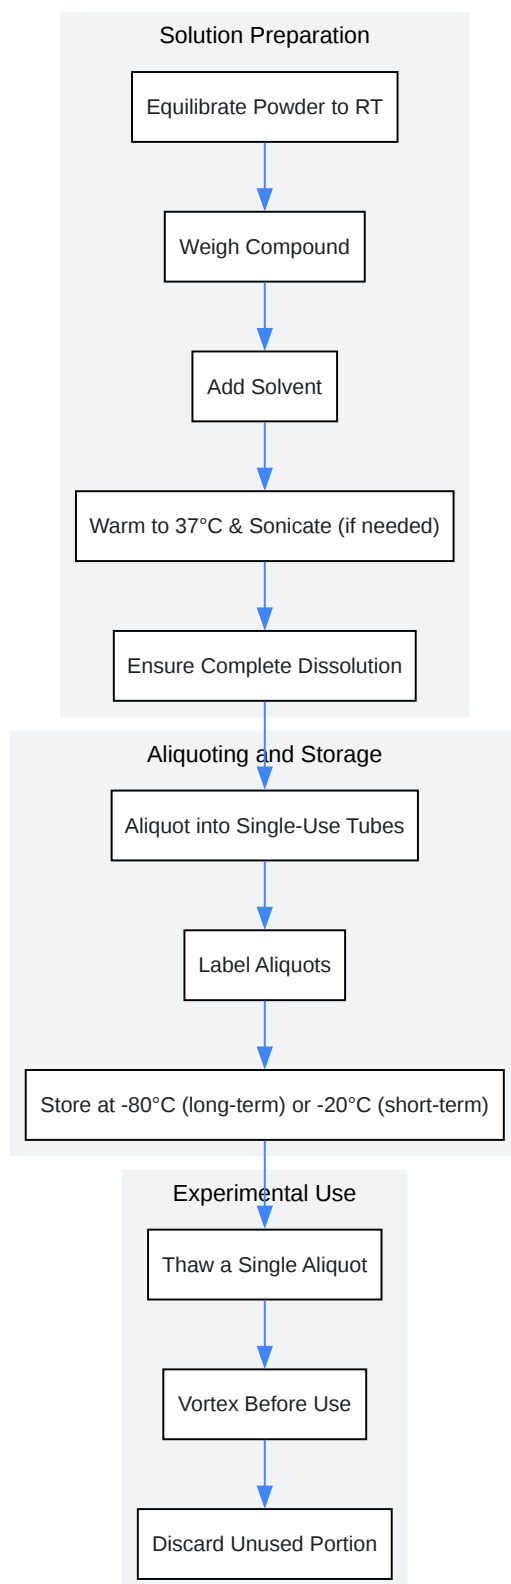 Solution Preparation
Equilibrate Powder to RT
Weigh Compound
Add Solvent
Warm to 37°C & Sonicate (if needed)
Ensure Complete Dissolution
Aliquoting and Storage
Aliquot into Single-Use Tubes
Label Aliquots
Store at -80°C (long-term) or -20°C (short-term)
Experimental Use
Thaw a Single Aliquot
Vortex Before Use
Discard Unused Portion